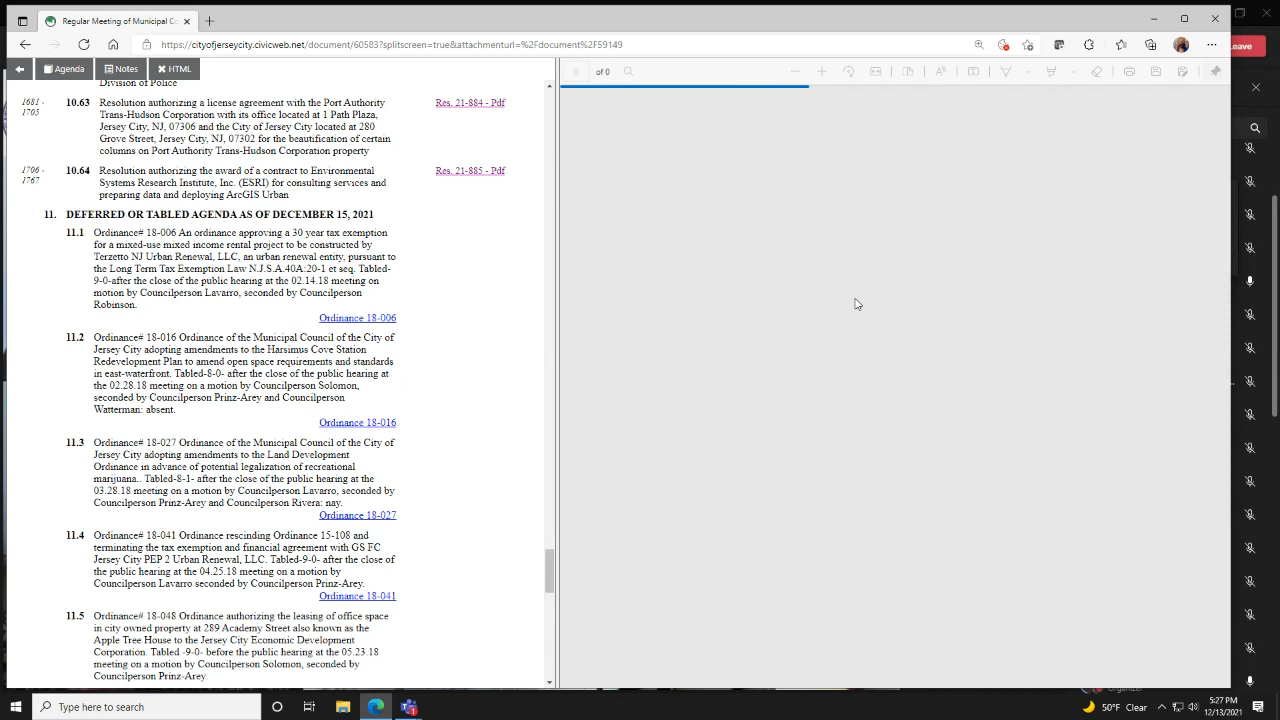 Regular Meeting of Municipal Co
https://cityofjerseycity.civicweb.net/document/60583?splitscreen=true&attachmenturl=%2Fdocument%2F59149
Leave
Agenda
Notes
HTML
0 of 0
Division of Police
1681 - 1705
10.63 Resolution authorizing a license agreement with the Port Authority
Trans-Hudson Corporation with its office located at 1 Path Plaza,
Jersey City, NJ, 07306 and the City of Jersey City located at 280
Grove Street, Jersey City, NJ, 07302 for the beautification of certain
columns on Port Authority Trans-Hudson Corporation property
Res. 21-884 - Pdf
1706 - 1767
10.64 Resolution authorizing the award of a contract to Environmental
Systems Research Institute, Inc. (ESRI) for consulting services and
preparing data and deploying ArcGIS Urban
Res. 21-885 - Pdf
11. DEFERRED OR TABLED AGENDA AS OF DECEMBER 15, 2021
11.1 Ordinance# 18-006 An ordinance approving a 30 year tax exemption
for a mixed-use mixed income rental project to be constructed by
Terzetto NJ Urban Renewal, LLC, an urban renewal entity, pursuant to
the Long Term Tax Exemption Law N.J.S.A.40A:20-1 et seq. Tabled-
9-0-after the close of the public hearing at the 02.14.18 meeting on
motion by Councilperson Lavarro, seconded by Councilperson
Robinson.
Ordinance 18-006
11.2 Ordinance# 18-016 Ordinance of the Municipal Council of the City of
Jersey City adopting amendments to the Harsimus Cove Station
Redevelopment Plan to amend open space requirements and standards
in east-waterfront. Tabled-8-0- after the close of the public hearing at
the 02.28.18 meeting on a motion by Councilperson Solomon,
seconded by Councilperson Prinz-Arey and Councilperson
Watterman: absent.
Ordinance 18-016
11.3 Ordinance# 18-027 Ordinance of the Municipal Council of the City of
Jersey City adopting amendments to the Land Development
Ordinance in advance of potential legalization of recreational
marijuana.. Tabled-8-1- after the close of the public hearing at the
03.28.18 meeting on a motion by Councilperson Lavarro, seconded by
Councilperson Prinz-Arey and Councilperson Rivera: nay.
Ordinance 18-027
11.4 Ordinance# 18-041 Ordinance rescinding Ordinance 15-108 and
terminating the tax exemption and financial agreement with GS FC
Jersey City PEP 2 Urban Renewal, LLC. Tabled-9-0- after the close of
the public hearing at the 04.25.18 meeting on a motion by
Councilperson Lavarro seconded by Councilperson Prinz-Arey.
Ordinance 18-041
11.5 Ordinance# 18-048 Ordinance authorizing the leasing of office space
in city owned property at 289 Academy Street also known as the
Apple Tree House to the Jersey City Economic Development
Corporation. Tabled -9-0- before the public hearing at the 05.23.18
meeting on a motion by Councilperson Solomon, seconded by
Councilperson Prinz-Arey.
Organizer
Type here to search
50°F Clear
5:27 PM
12/13/2021